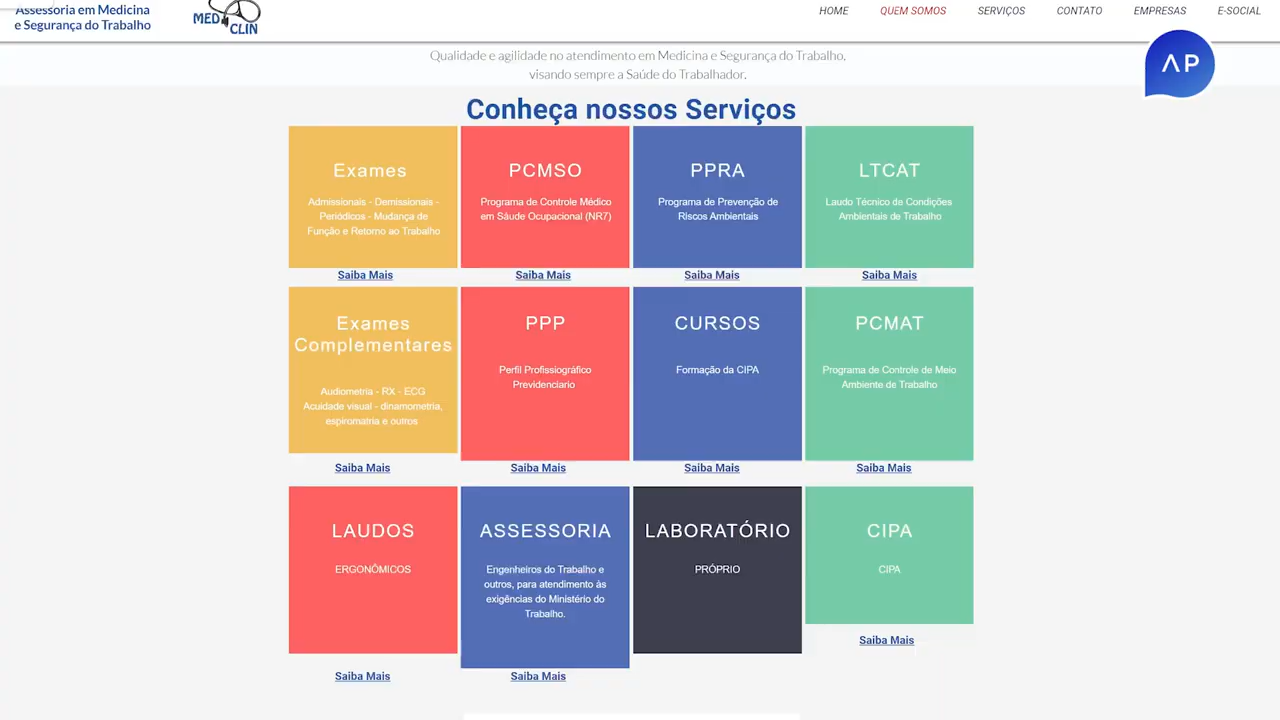 Assessoria em Medicina
e Segurança do Trabalho
MED
CLIN
HOME
QUEM SOMOS
SERVIÇOS
CONTATO
EMPRESAS
E-SOCIAL
AP
Qualidade e agilidade no atendimento em Medicina e Segurança do Trabalho,
visando sempre a Saúde do Trabalhador.
Conheça nossos Serviços
Exames
Admissionais - Demissionais -
Periódicos - Mudança de
Função e Retorno ao Trabalho
Saiba Mais
PCMSO
Programa de Controle Médico
em Sáude Ocupacional (NR7)
Saiba Mais
PPRA
Programa de Prevenção de
Riscos Ambientais
Saiba Mais
LTCAT
Laudo Técnico de Condições
Ambientais de Trabalho
Saiba Mais
Exames
Complementares
Audiometria - RX - ECG
Acuidade visual - dinamometria,
espiromatria e outros
Saiba Mais
PPP
Perfil Profissiográfico
Previdenciario
Saiba Mais
CURSOS
Formação da CIPA
Saiba Mais
PCMAT
Programa de Controle de Meio
Ambiente de Trabalho
Saiba Mais
LAUDOS
ERGONÔMICOS
Saiba Mais
ASSESSORIA
Engenheiros do Trabalho e
outros, para atendimento às
exigências do Ministério do
Trabalho.
Saiba Mais
LABORATÓRIO
PRÓPRIO
CIPA
CIPA
Saiba Mais